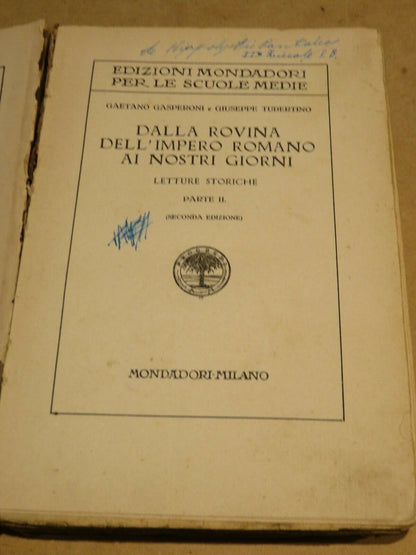 EDIZIONI MONDADORI
PER LE SCUOLE MEDIE
GAETANO GASPERONI e GIUSEPPE TUBERTINO
DALLA ROVINA
DELL'IMPERO ROMANO
AI NOSTRI GIORNI
LETTURE STORICHE
PARTE II.
(SECONDA EDIZIONE)
MONDADORI·MILANO